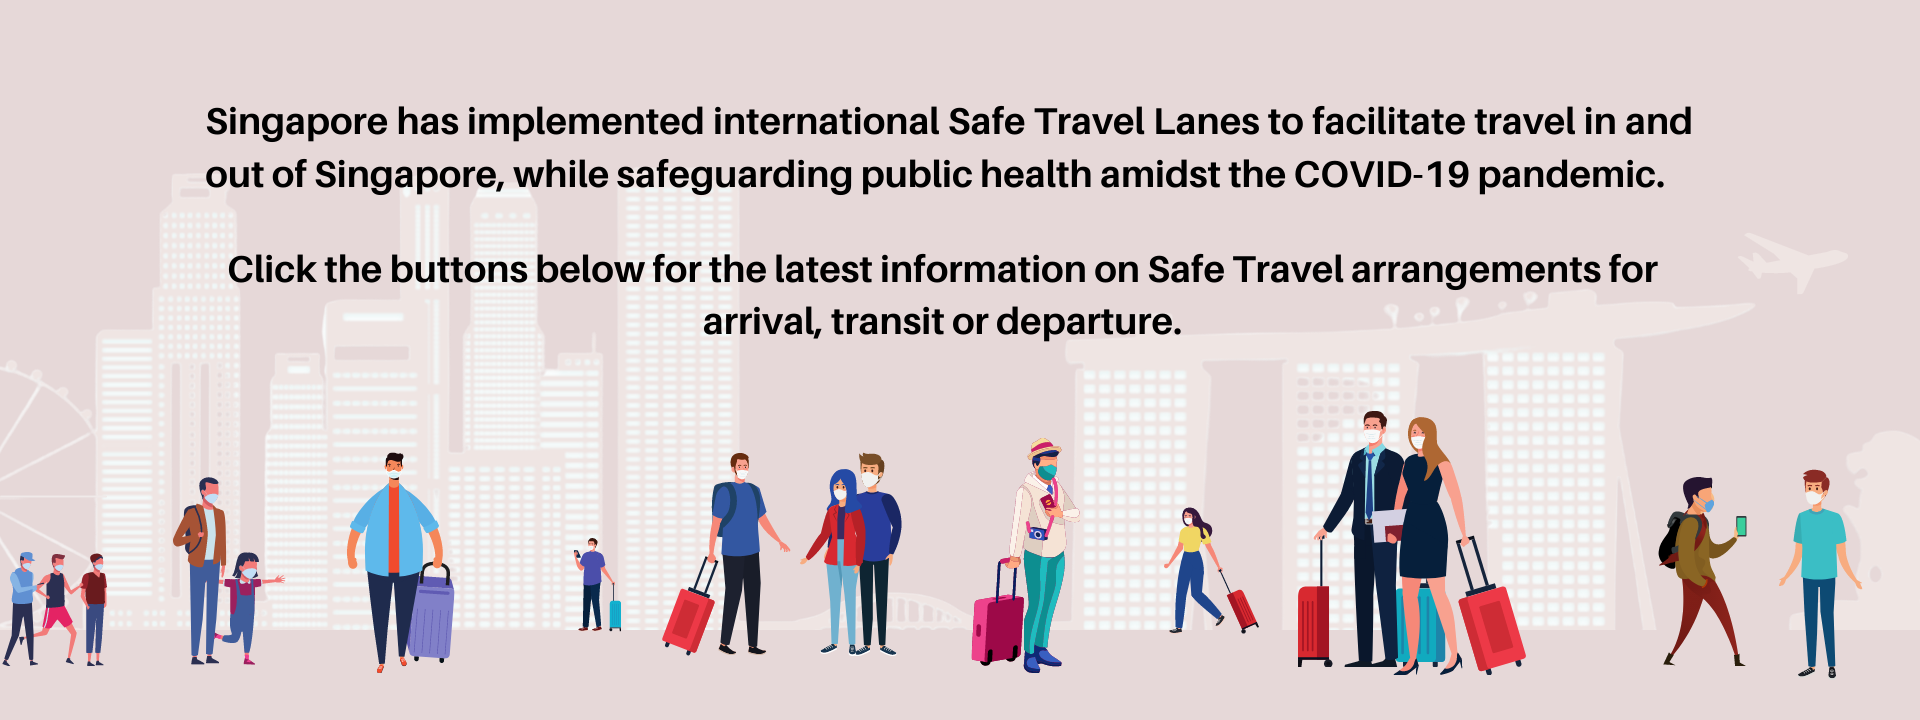 Singapore has implemented international Safe Travel Lanes to facilitate travel in and
out of Singapore, while safeguarding public health amidst the COVID-19 pandemic.
Click the buttons below for the latest information on Safe Travel arrangements for
arrival, transit or departure.